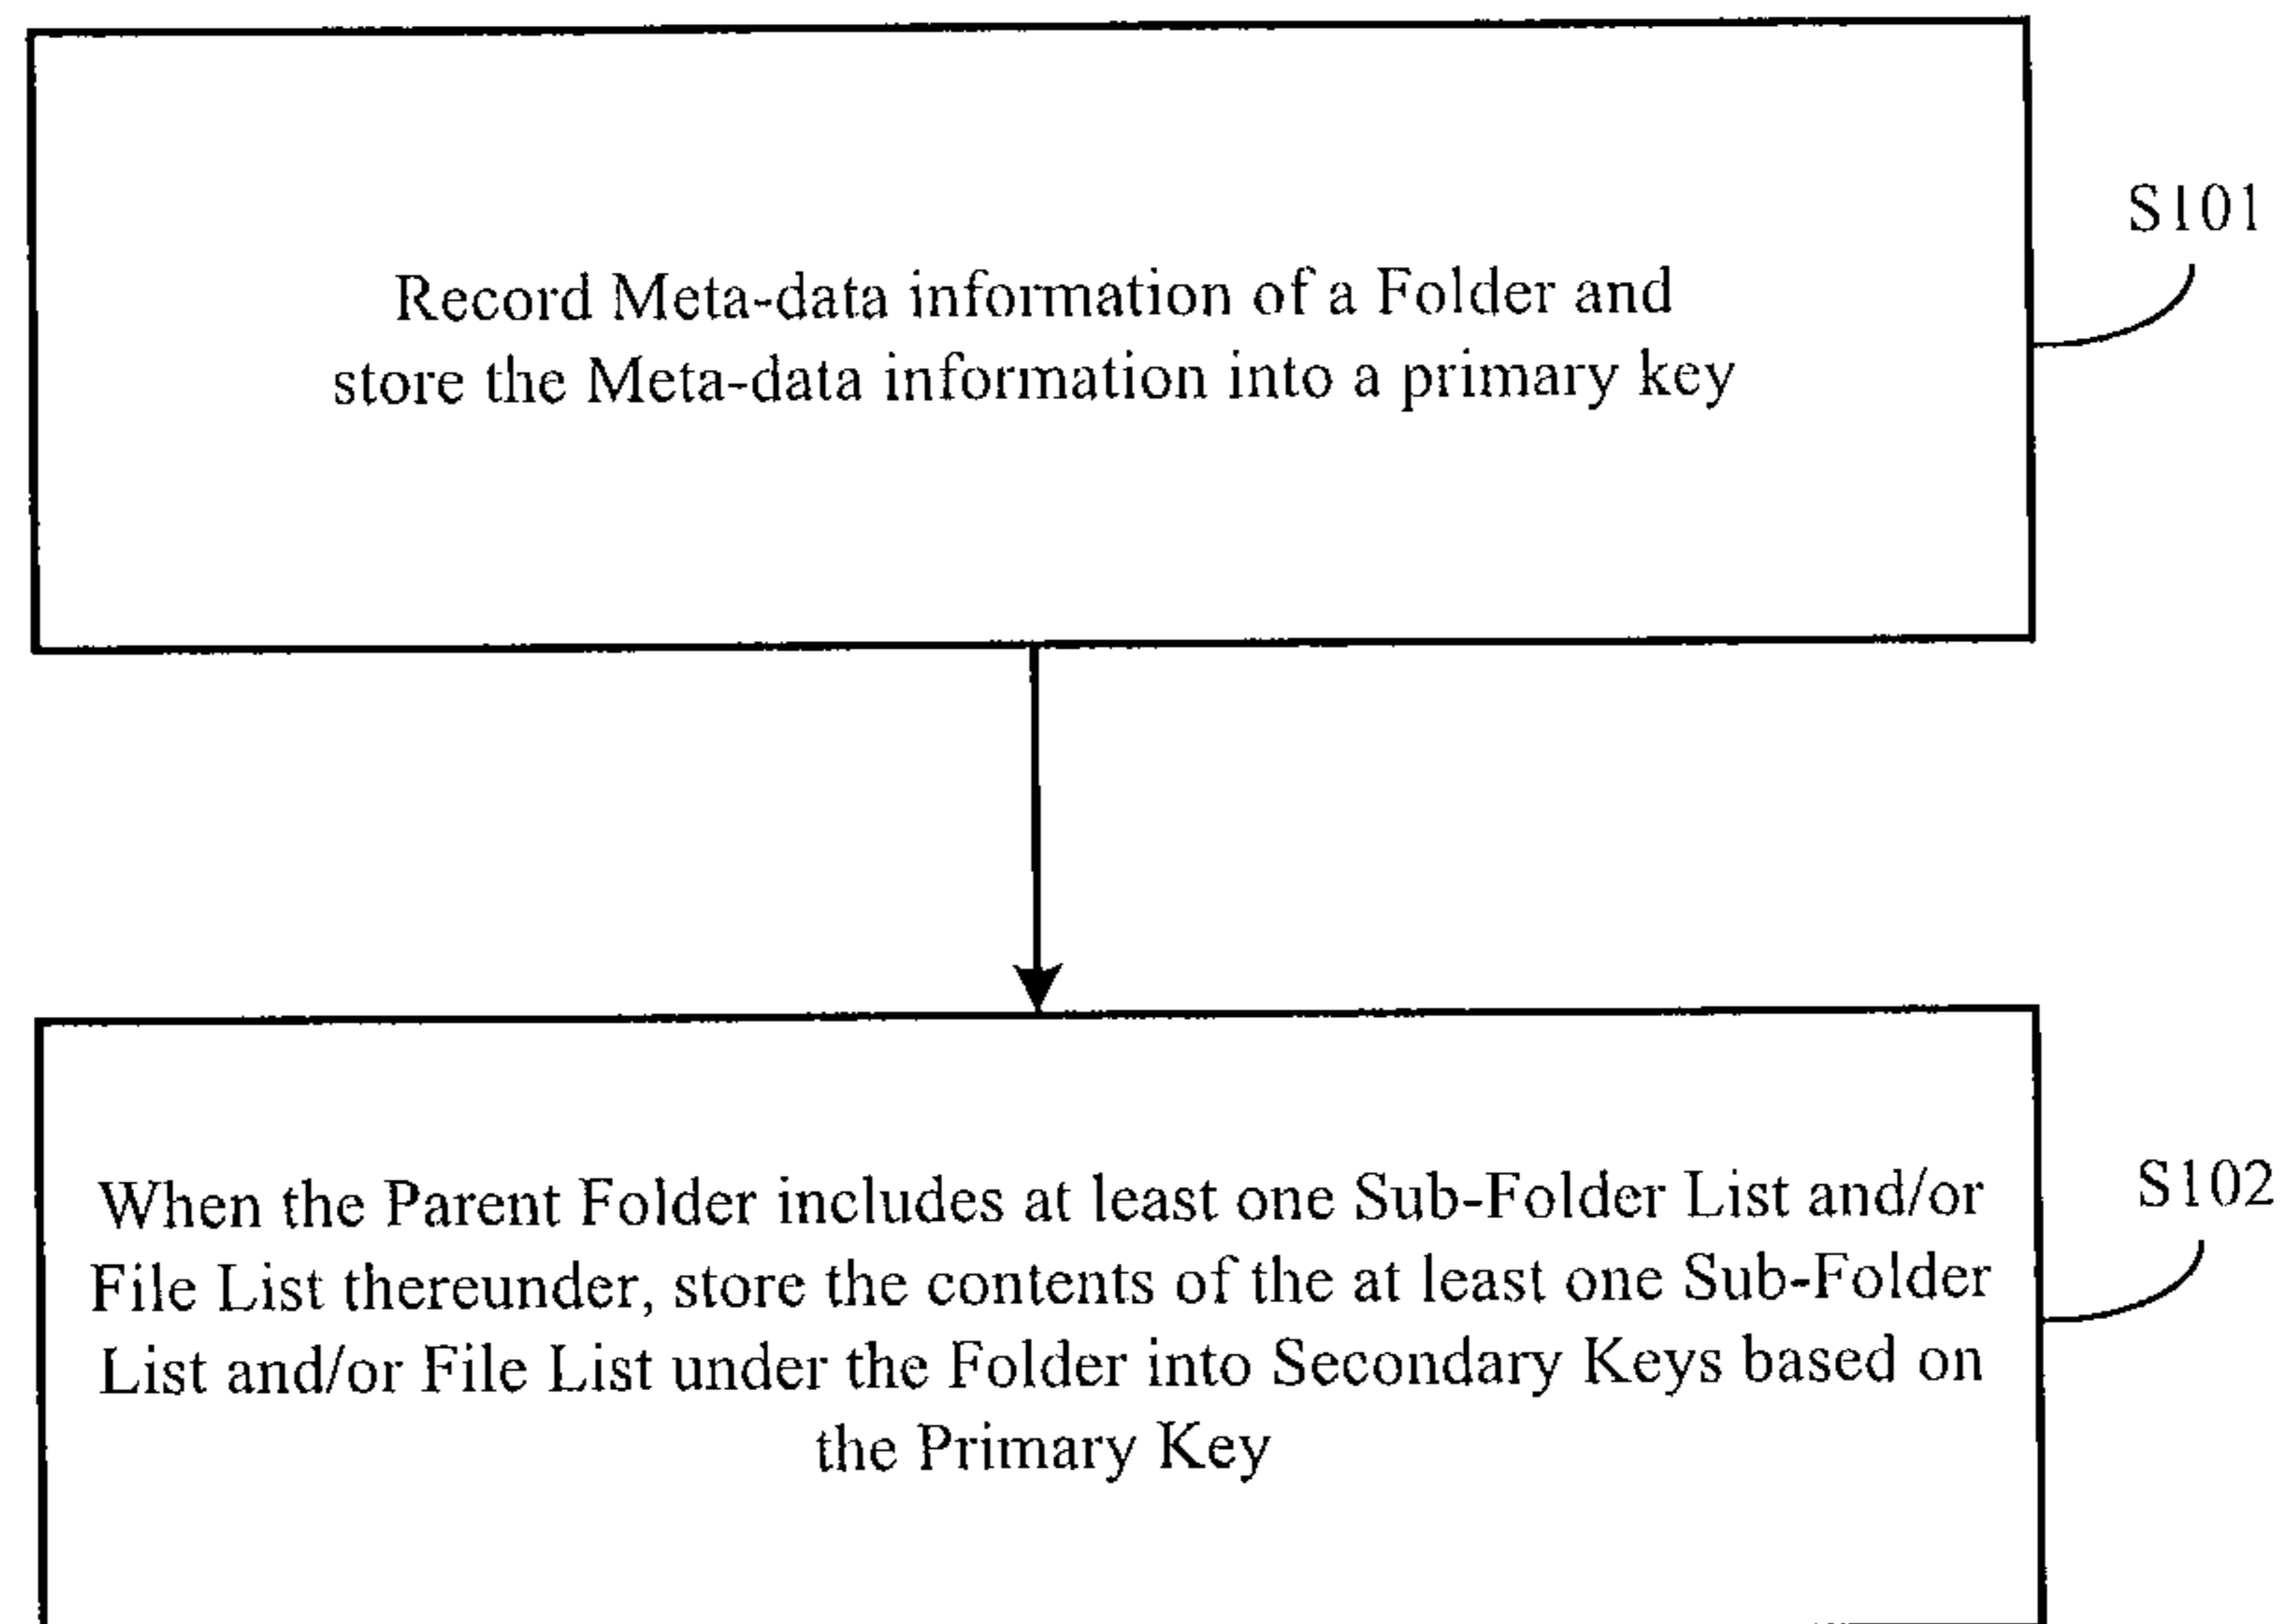 S101
Record Meta-data information of a Folder and
store the Meta-data information into a primary key
S102
When the Parent Folder includes at least one Sub-Folder List and/or
File List thereunder, store the contents of the at least one Sub-Folder
List and/or File List under the Folder into Secondary Keys based on
the Primary Key